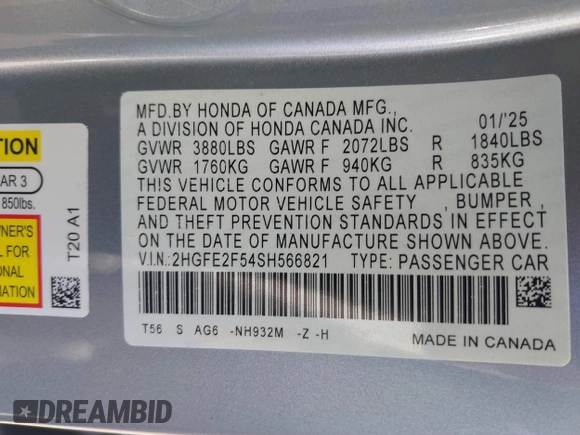 MFD.BY HONDA OF CANADA MFG.,
A DIVISION OF HONDA CANADA INC. 01/'25
GVWR 3880LBS GAWR F 2072LBS R 1840LBS
GVWR 1760KG GAWR F 940KG R 835KG
THIS VEHICLE CONFORMS TO ALL APPLICABLE
FEDERAL MOTOR VEHICLE SAFETY , BUMPER ,
AND THEFT PREVENTION STANDARDS IN EFFECT
ON THE DATE OF MANUFACTURE SHOWN ABOVE.
V.I.N.:2HGFE2F54SH566821 TYPE: PASSENGER CAR
T56 S AG6 -NH932M -Z -H
MADE IN CANADA
TION
AR 3
850lbs.
WNER'S
L FOR
ONAL
MATION
T20 A1
DREAMBID